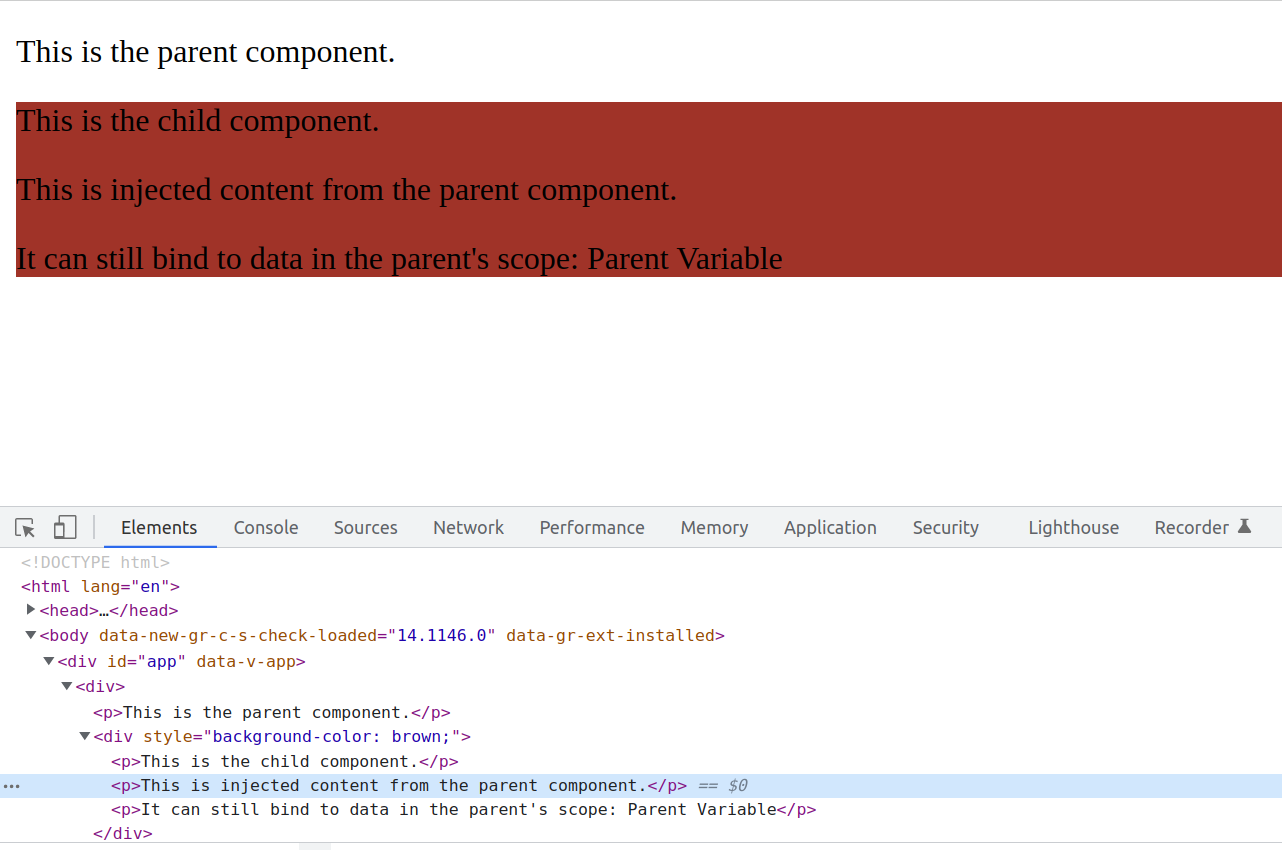 This is the parent component.
This is the child component.
This is injected content from the parent component.
It can still bind to data in the parent's scope: Parent Variable
Elements Console Sources Network Performance Memory Application Security Lighthouse Recorder
<!DOCTYPE html>
<html lang="en">
<head>…</head>
<body data-new-gr-c-s-check-loaded="14.1146.0" data-gr-ext-installed>
<div id="app" data-v-app>
<div>
<p>This is the parent component.</p>
<div style="background-color: brown;">
<p>This is the child component.</p>
<p>This is injected content from the parent component.</p> == $0
<p>It can still bind to data in the parent's scope: Parent Variable</p>
</div>